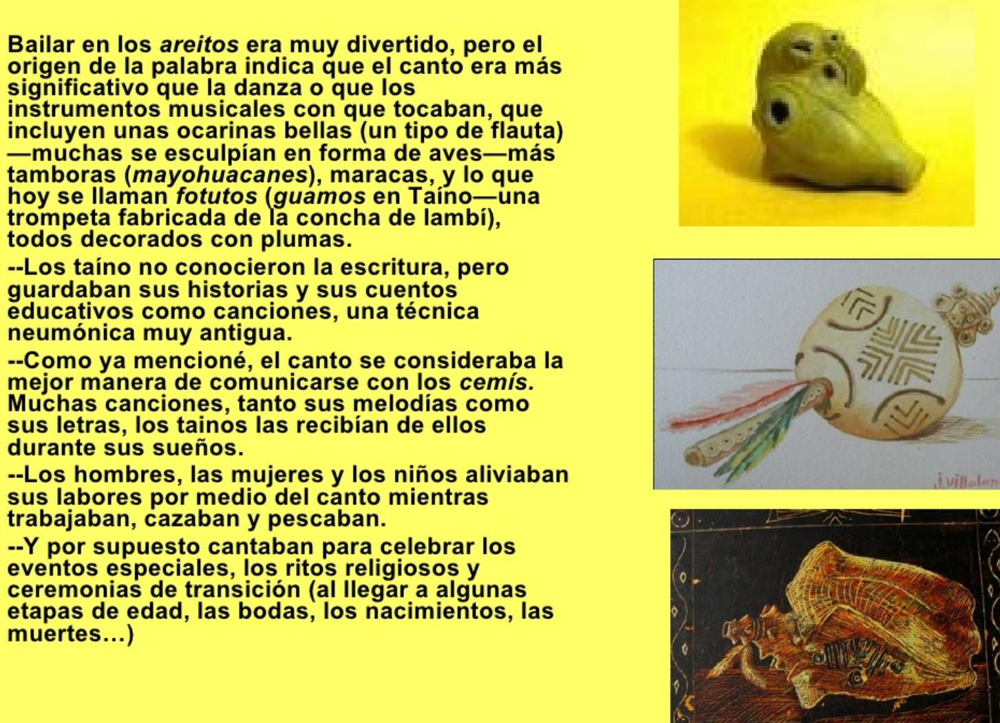 Bailar en los areitos era muy divertido, pero el
origen de la palabra indica que el canto era más
significativo que la danza o que los
instrumentos musicales con que tocaban, que
incluyen unas ocarinas bellas (un tipo de flauta)
—muchas se esculpían en forma de aves—más
tamboras (mayohuacanes), maracas, y lo que
hoy se llaman fotutos (guamos en Taíno—una
trompeta fabricada de la concha de lambí),
todos decorados con plumas.
--Los taíno no conocieron la escritura, pero
guardaban sus historias y sus cuentos
educativos como canciones, una técnica
neumónica muy antigua.
--Como ya mencioné, el canto se consideraba la
mejor manera de comunicarse con los cemís.
Muchas canciones, tanto sus melodías como
sus letras, los tainos las recibían de ellos
durante sus sueños.
--Los hombres, las mujeres y los niños aliviaban
sus labores por medio del canto mientras
trabajaban, cazaban y pescaban.
--Y por supuesto cantaban para celebrar los
eventos especiales, los ritos religiosos y
ceremonias de transición (al llegar a algunas
etapas de edad, las bodas, los nacimientos, las
muertes…)
j.villalon